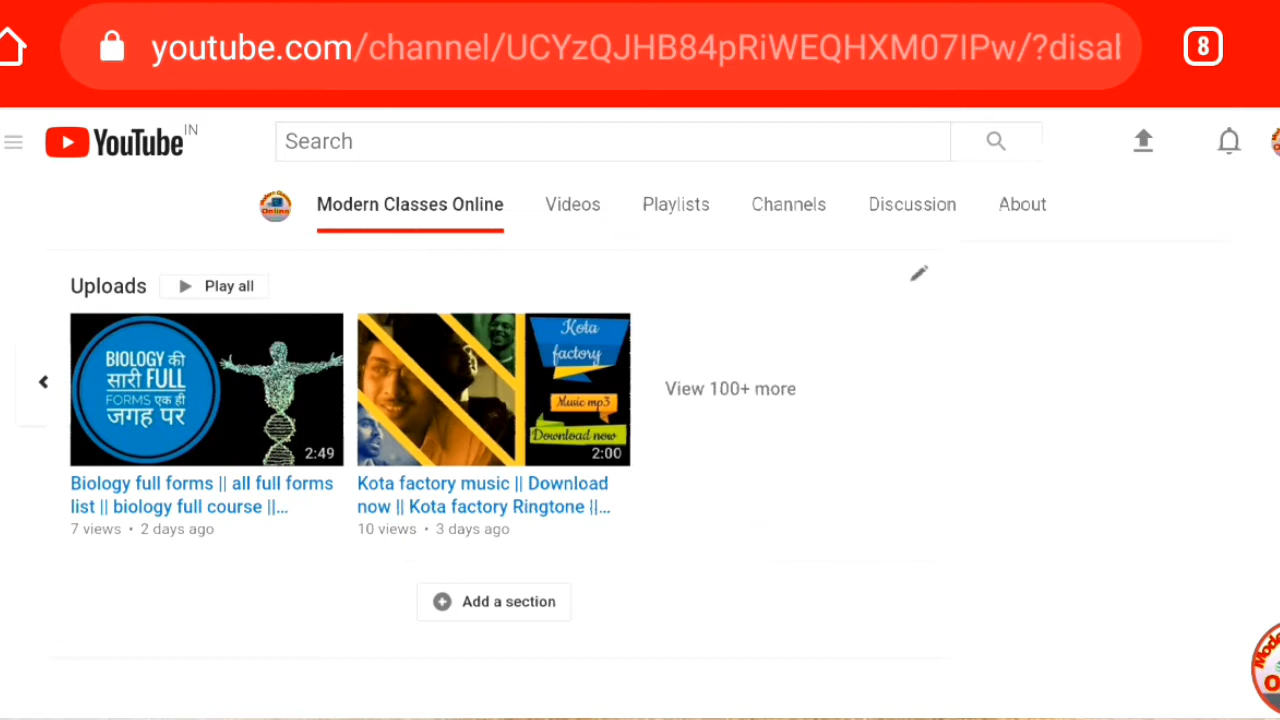 youtube.com/channel/UCYzQJHB84pRiWEQHXM07IPw/?disal
8
YouTube IN
Search
Modern Classes Online
Videos
Playlists
Channels
Discussion
About
Uploads
Play all
BIOLOGY की
सारी FULL
FORMS एक ही
जगह पर
2:49
Kota
factory
Music mp3
Download now
2:00
View 100+ more
Biology full forms || all full forms
list || biology full course ||...
7 views • 2 days ago
Kota factory music || Download
now || Kota factory Ringtone ||...
10 views • 3 days ago
Add a section